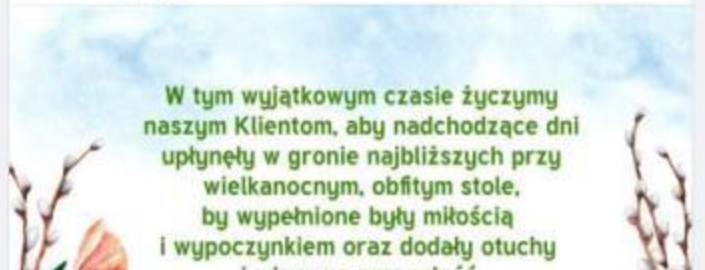 W tym wyjątkowym czasie życzymy
naszym Klientom, aby nadchodzące dni
upłynęły w gronie najbliższych przy
wielkanocnym, obfitym stole,
by wypełnione były miłością
i wypoczynkiem oraz dodały otuchy